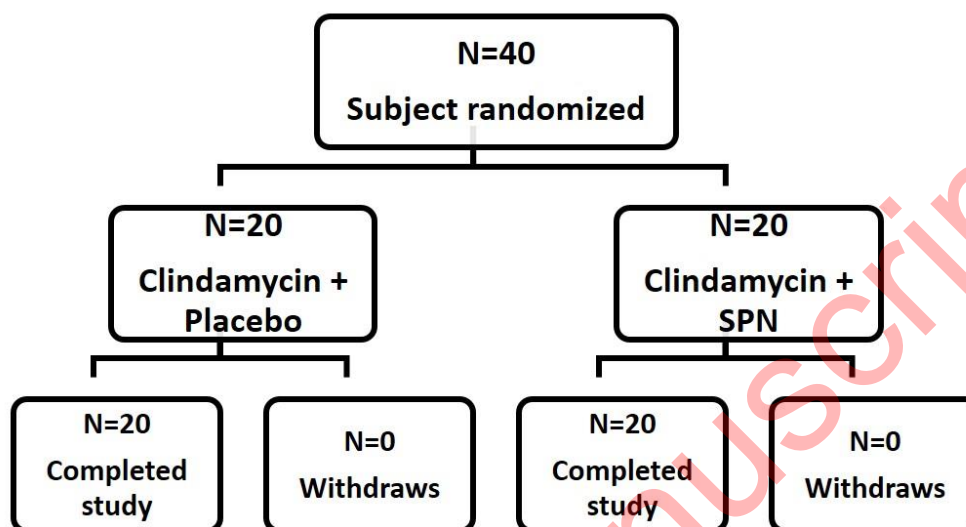 N=40
Subject randomized
N=20
Clindamycin +
Placebo
N=20
Clindamycin +
SPN
N=20
Completed
study
N=0
Withdraws
N=20
Completed
study
N=0
Withdraws